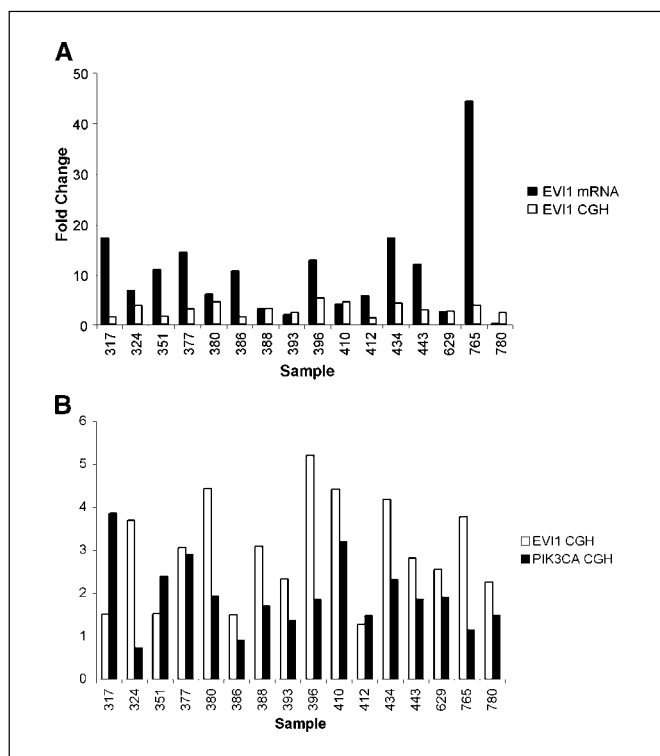 A
50
40
30
20
10
0
Fold Change
317 324 351 377 380 386 388 393 396 410 412 434 443 629 765 780
Sample
EVI1 mRNA
EVI1 CGH
B
6
5
4
3
2
1
0
317 324 351 377 380 386 388 393 396 410 412 434 443 629 765 780
Sample
EVI1 CGH
PIK3CA CGH